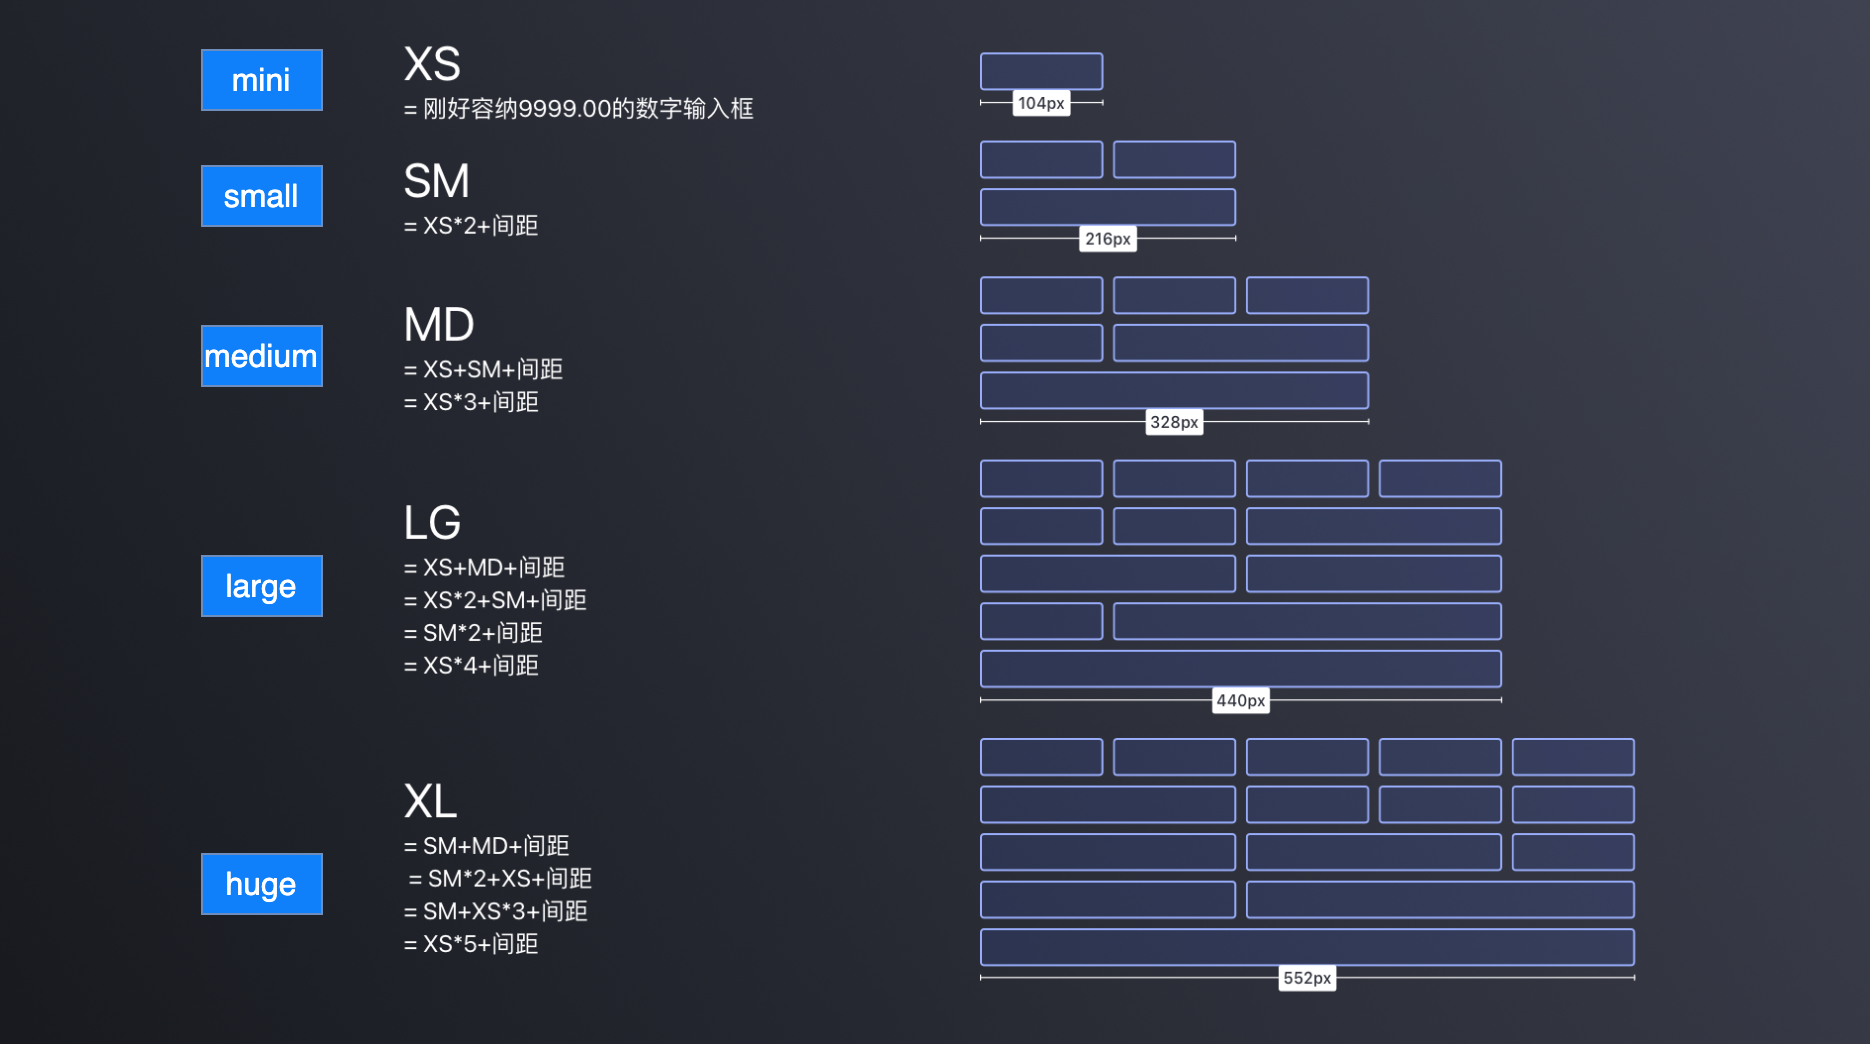 mini
XS
= 刚好容纳9999.00的数字输入框
104px
small
SM
= XS*2+间距
216px
medium
MD
= XS+SM+间距
= XS*3+间距
328px
large
LG
= XS+MD+间距
= XS*2+SM+间距
= SM*2+间距
= XS*4+间距
440px
huge
XL
= SM+MD+间距
= SM*2+XS+间距
= SM+XS*3+间距
= XS*5+间距
552px